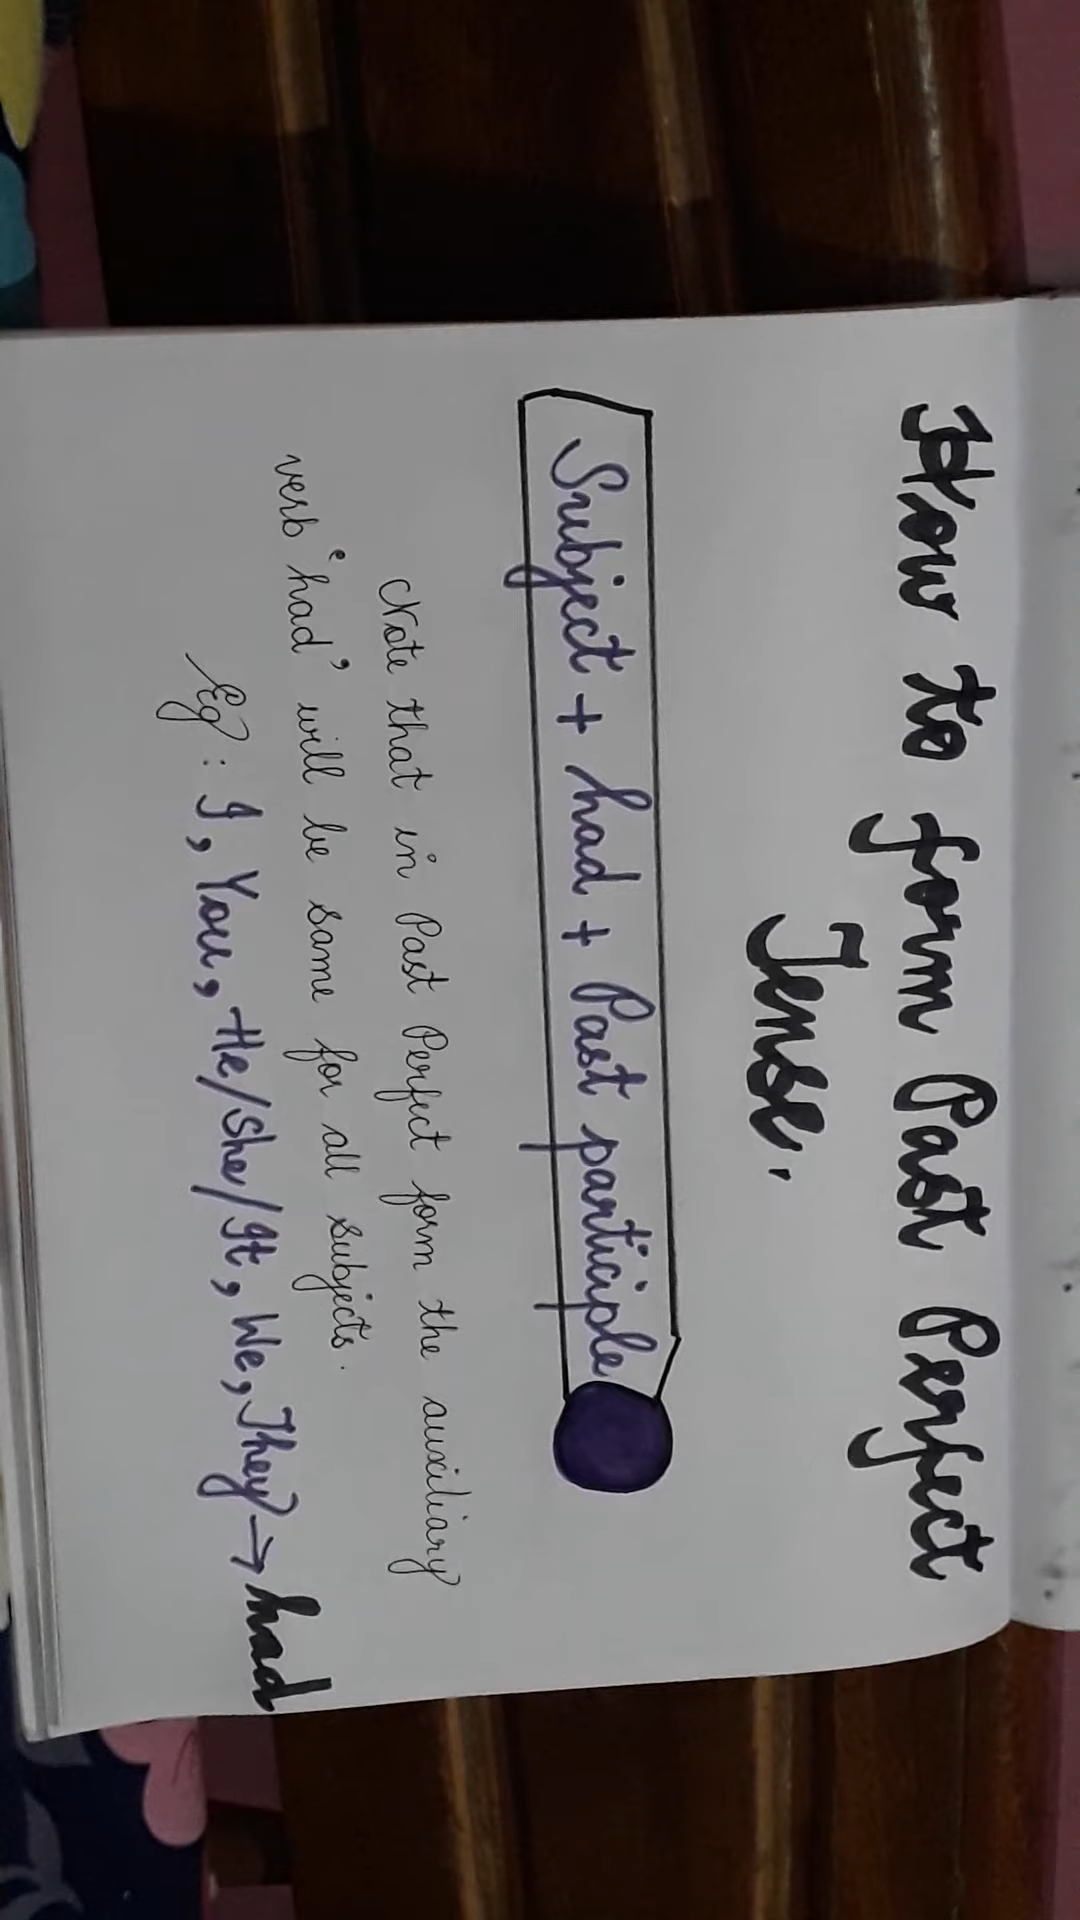 How to form Past Perfect
Tense.
Subject + had + Past participle
Note that in Past Perfect form the auxiliary
verb 'had' will be same for all subjects.
Eg: I, You, He/She/It, We, They → had